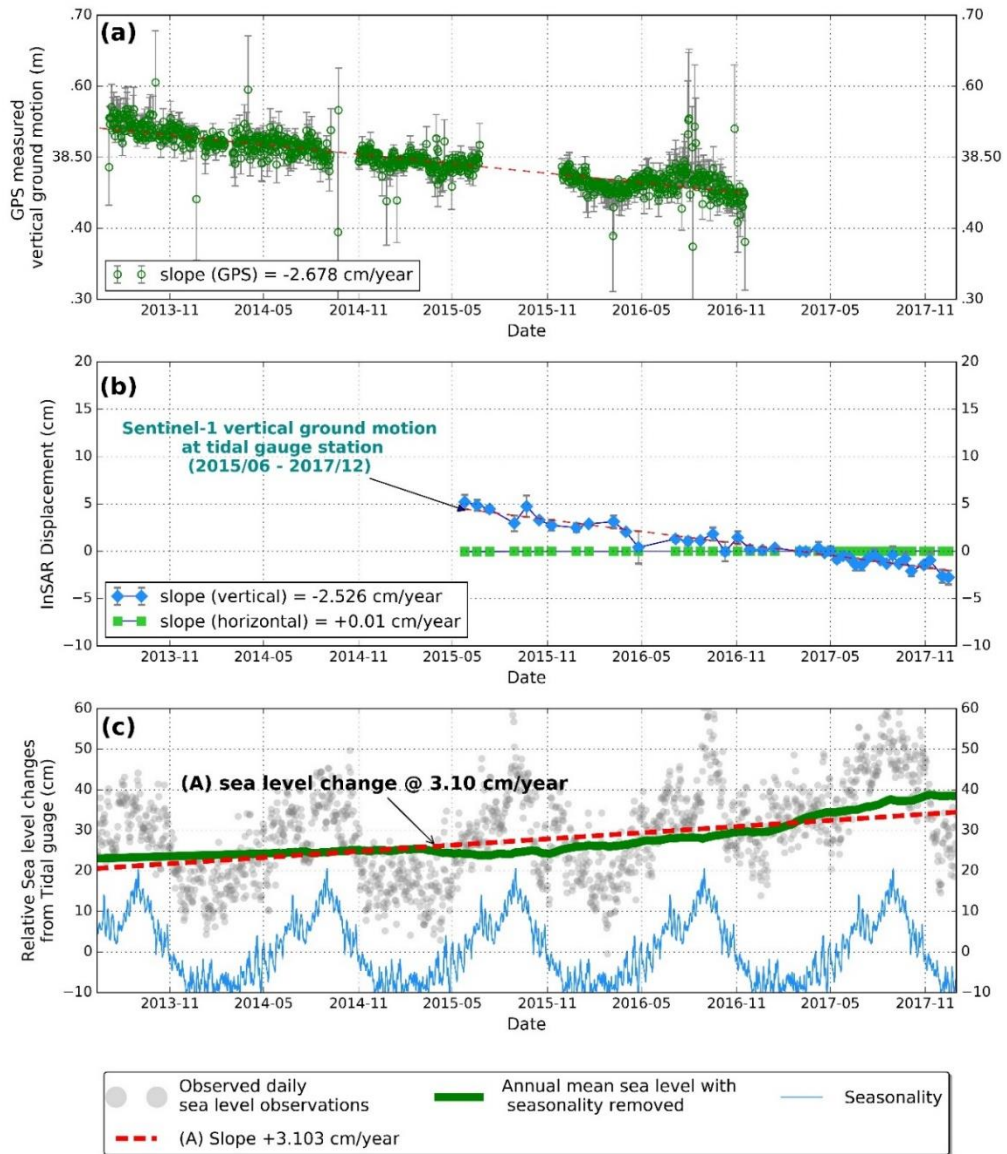 (a)
.70
.60
38.50
.40
.30
.70
.60
38.50
.40
.30
GPS measured
vertical ground motion (m)
slope (GPS) = -2.678 cm/year
2013-11 2014-05 2014-11 2015-05 2015-11 2016-05 2016-11 2017-05 2017-11
Date
(b)
20
15
10
5
0
−5
−10
20
15
10
5
0
−5
−10
InSAR Displacement (cm)
Sentinel-1 vertical ground motion
at tidal gauge station
(2015/06 - 2017/12)
slope (vertical) = -2.526 cm/year
slope (horizontal) = +0.01 cm/year
2013-11 2014-05 2014-11 2015-05 2015-11 2016-05 2016-11 2017-05 2017-11
Date
(c)
60
50
40
30
20
10
0
−10
60
50
40
30
20
10
0
−10
Relative Sea level changes
from Tidal guage (cm)
(A) sea level change @ 3.10 cm/year
2013-11 2014-05 2014-11 2015-05 2015-11 2016-05 2016-11 2017-05 2017-11
Date
Observed daily
sea level observations
Annual mean sea level with
seasonality removed
Seasonality
(A) Slope +3.103 cm/year